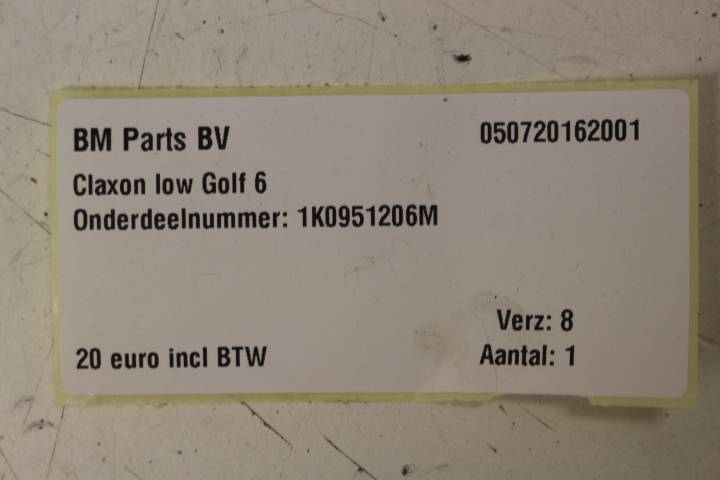 BM Parts BV 050720162001
Claxon low Golf 6
Onderdeelnummer: 1K0951206M
Verz: 8
20 euro incl BTW Aantal: 1